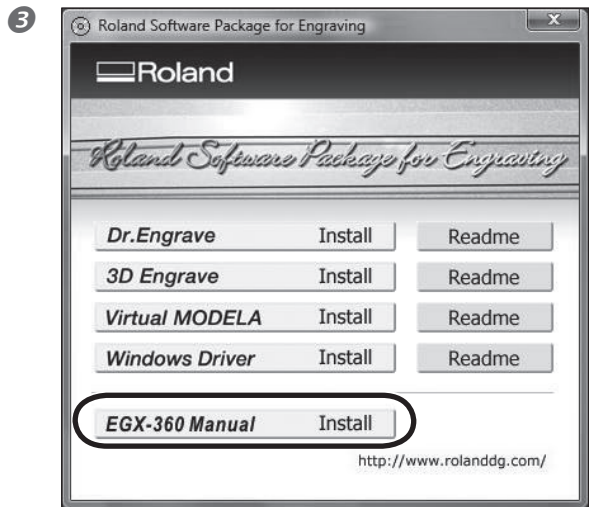 3
Roland Software Package for Engraving
Roland
Roland Software Package for Engraving
Dr.Engrave Install Readme
3D Engrave Install Readme
Virtual MODELA Install Readme
Windows Driver Install Readme
EGX-360 Manual Install
http://www.rolanddg.com/